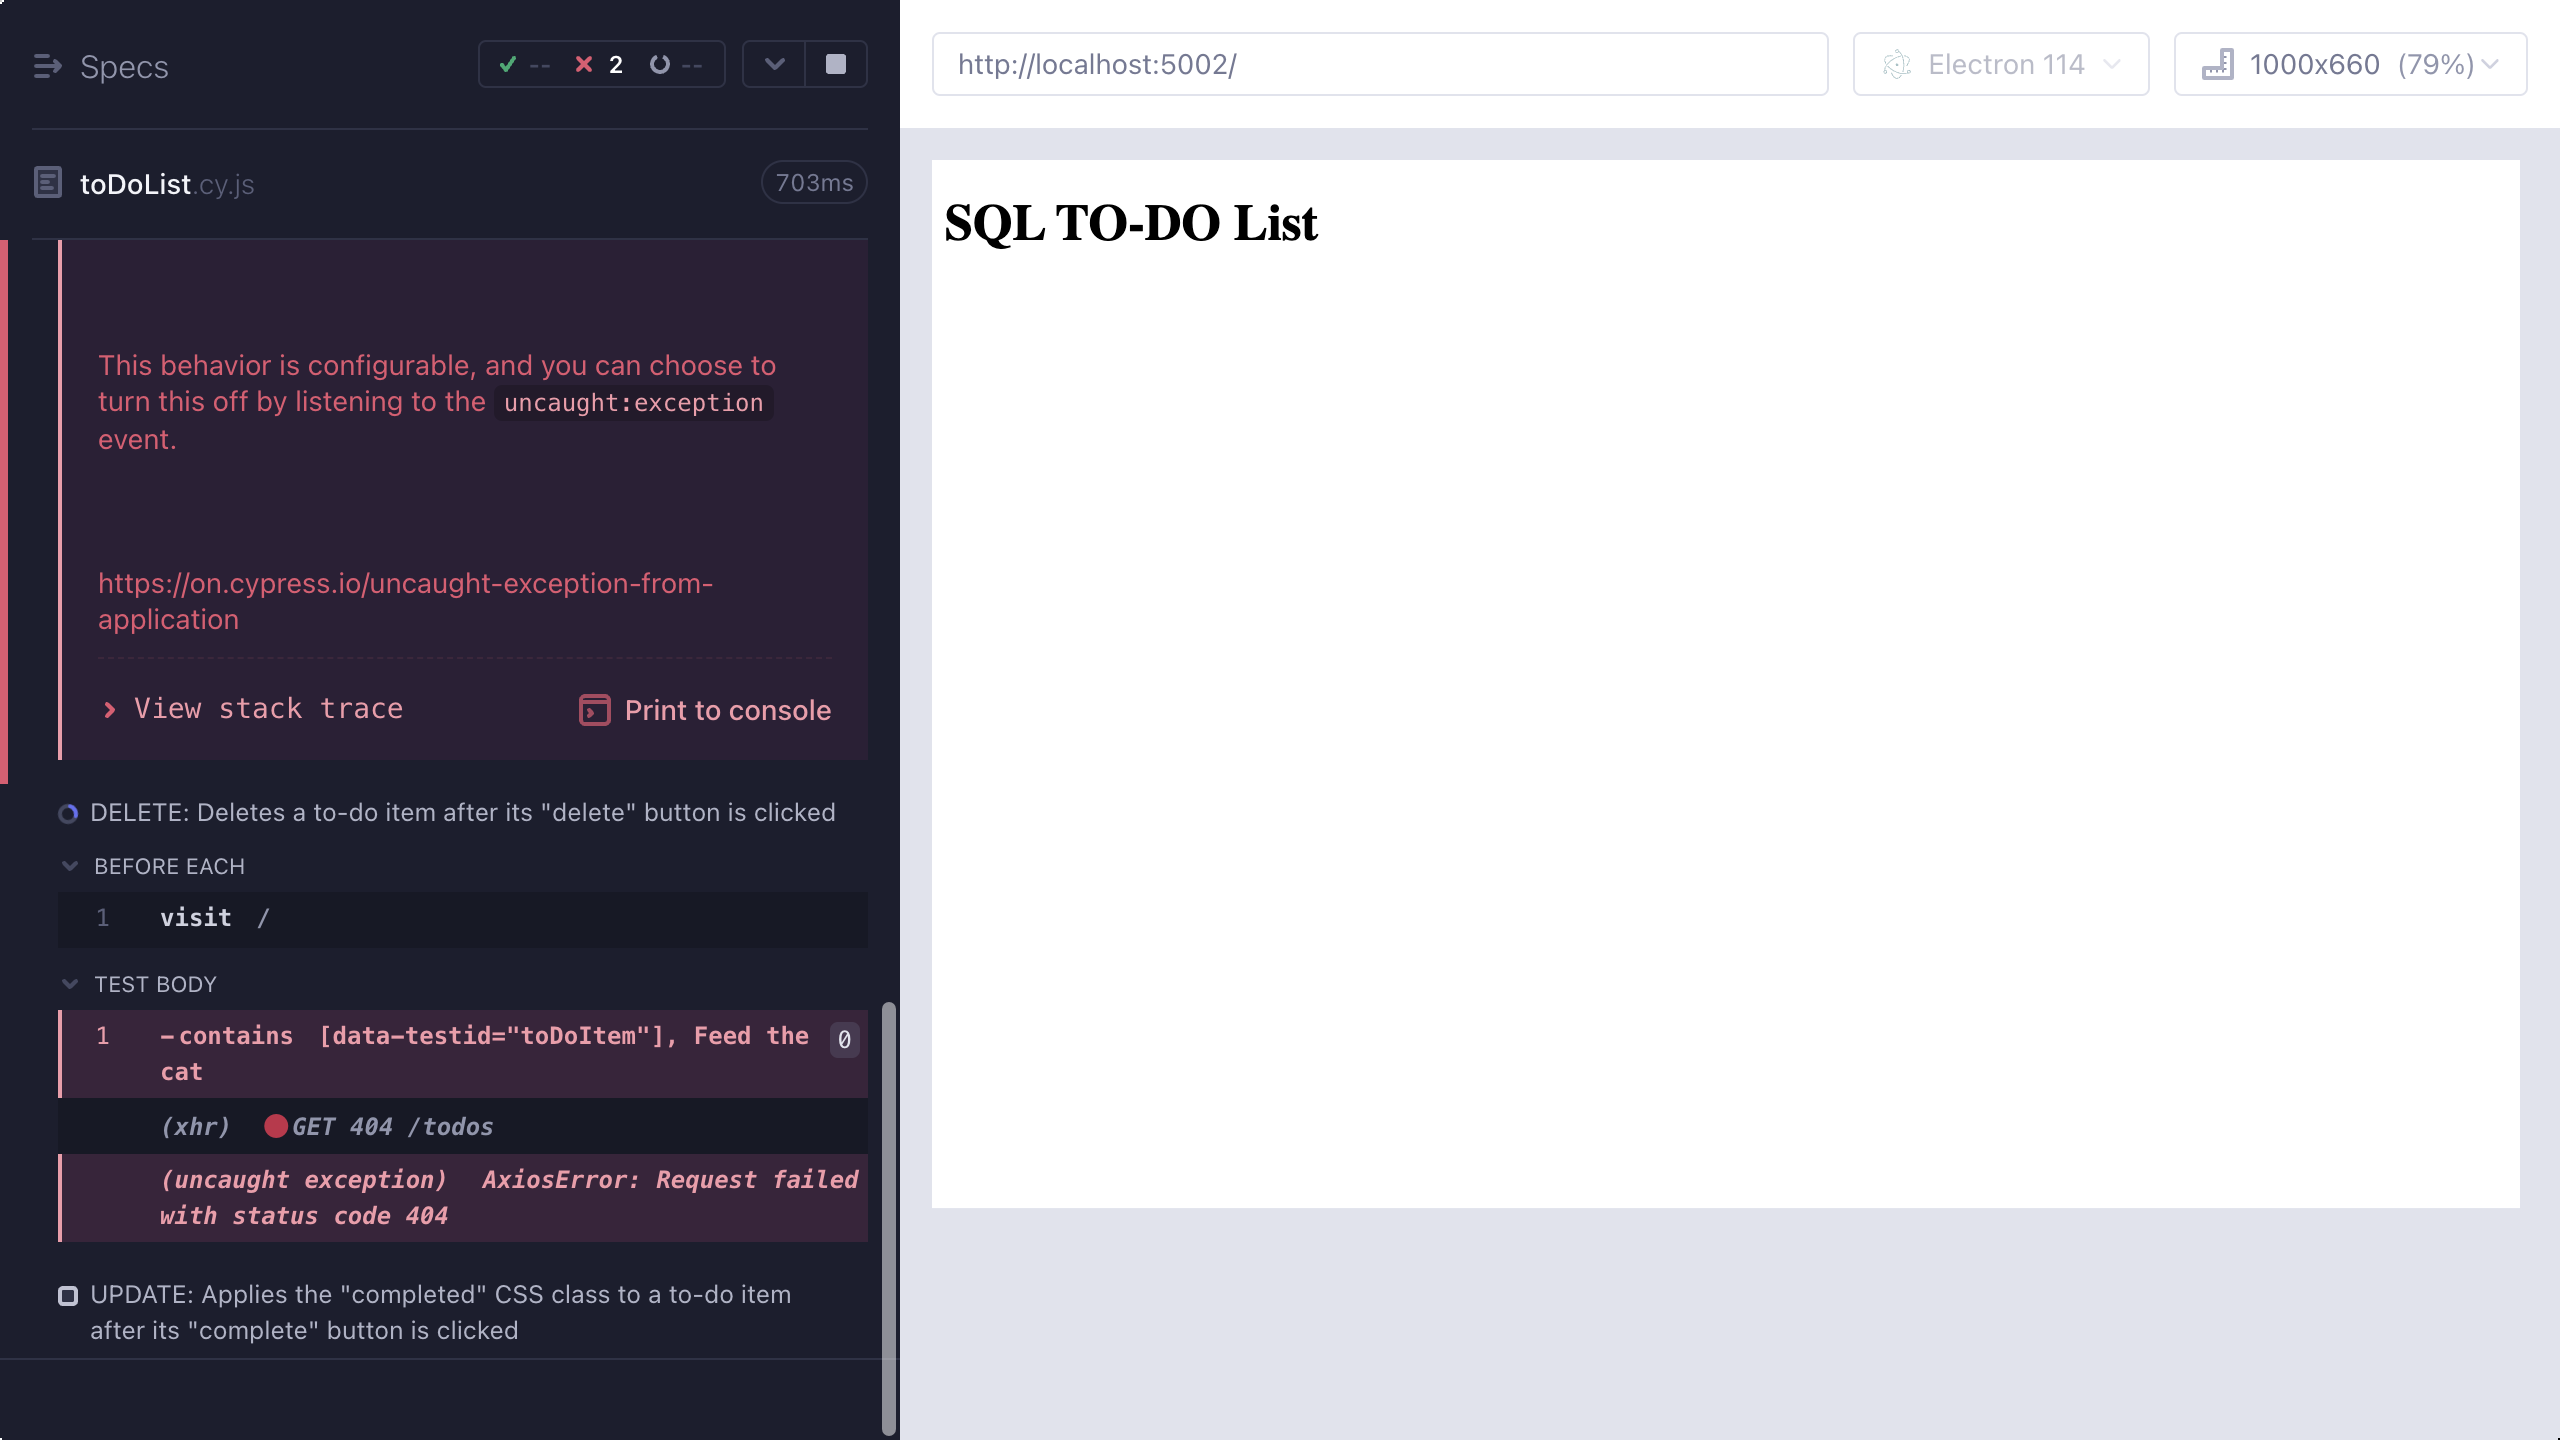 Specs
-- 2 --
toDoList.cy.js
703ms
This behavior is configurable, and you can choose to
turn this off by listening to the uncaught:exception
event.
https://on.cypress.io/uncaught-exception-from-
application
View stack trace
Print to console
DELETE: Deletes a to-do item after its "delete" button is clicked
BEFORE EACH
1 visit /
TEST BODY
1 -contains [data-testid="toDoItem"], Feed the 0
cat
(xhr) GET 404 /todos
(uncaught exception) AxiosError: Request failed
with status code 404
UPDATE: Applies the "completed" CSS class to a to-do item
after its "complete" button is clicked
http://localhost:5002/
Electron 114
1000x660 (79%)
SQL TO-DO List